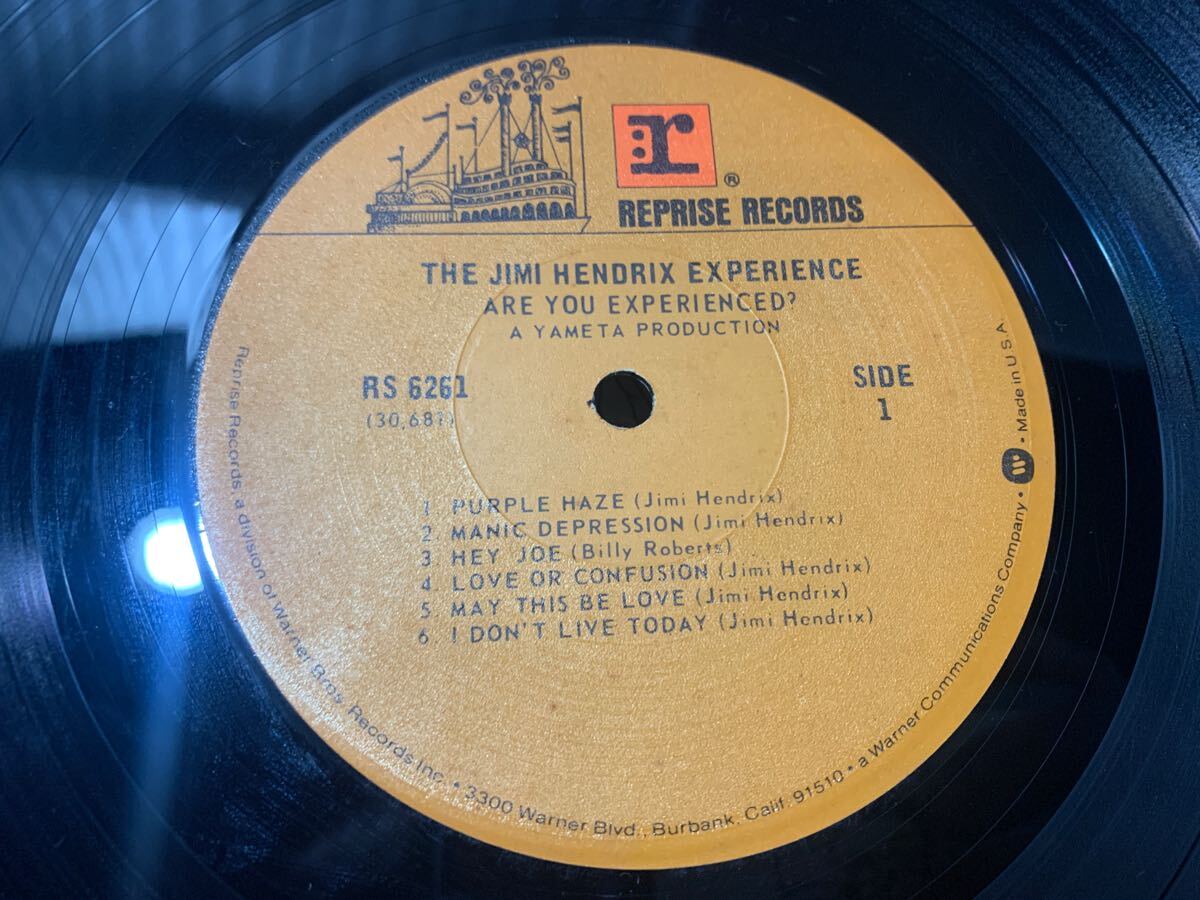 r
®
REPRISE RECORDS
THE JIMI HENDRIX EXPERIENCE
ARE YOU EXPERIENCED?
A YAMETA PRODUCTION
RS 6261
SIDE
1
1 PURPLE HAZE (Jimi Hendrix)
2. MANIC DEPRESSION (Jimi Hendrix)
3 HEY JOE (Billy Roberts)
4. LOVE OR CONFUSION (Jimi Hendrix)
5 MAY THIS BE LOVE (Jimi Hendrix)
6. I DON'T LIVE TODAY (Jimi Hendrix)
Reprise Records, a division of Warner Bros. Records Inc. • 3300 Warner Blvd., Burbank, Calif. 91510 • a Warner Communications Company • W • Made in U.S.A.